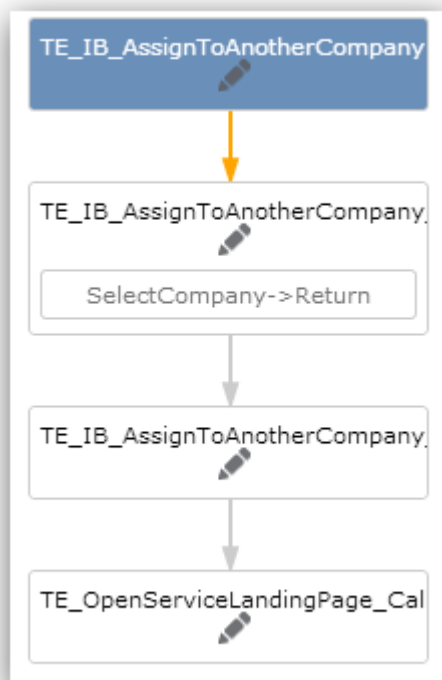 TE_IB_AssignToAnotherCompany
TE_IB_AssignToAnotherCompany_
SelectCompany->Return
TE_IB_AssignToAnotherCompany_
TE_OpenServiceLandingPage_Cal